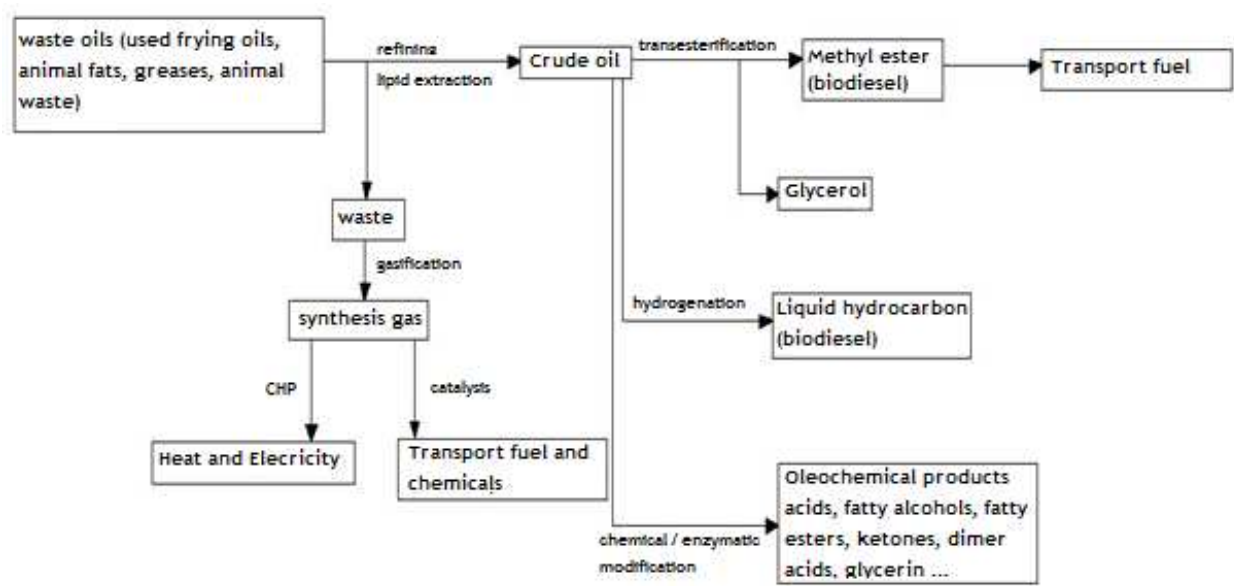 waste oils (used frying oils,
animal fats, greases, animal
waste)
refining
lipid extraction
Crude oil
transesterification
Methyl ester
(biodiesel)
Transport fuel
Glycerol
waste
gasification
synthesis gas
hydrogenation
Liquid hydrocarbon
(biodiesel)
CHP
catalysis
Heat and Elecricity
Transport fuel and
chemicals
chemical / enzymatic
modification
Oleochemical products
acids, fatty alcohols, fatty
esters, ketones, dimer
acids, glycerin ...